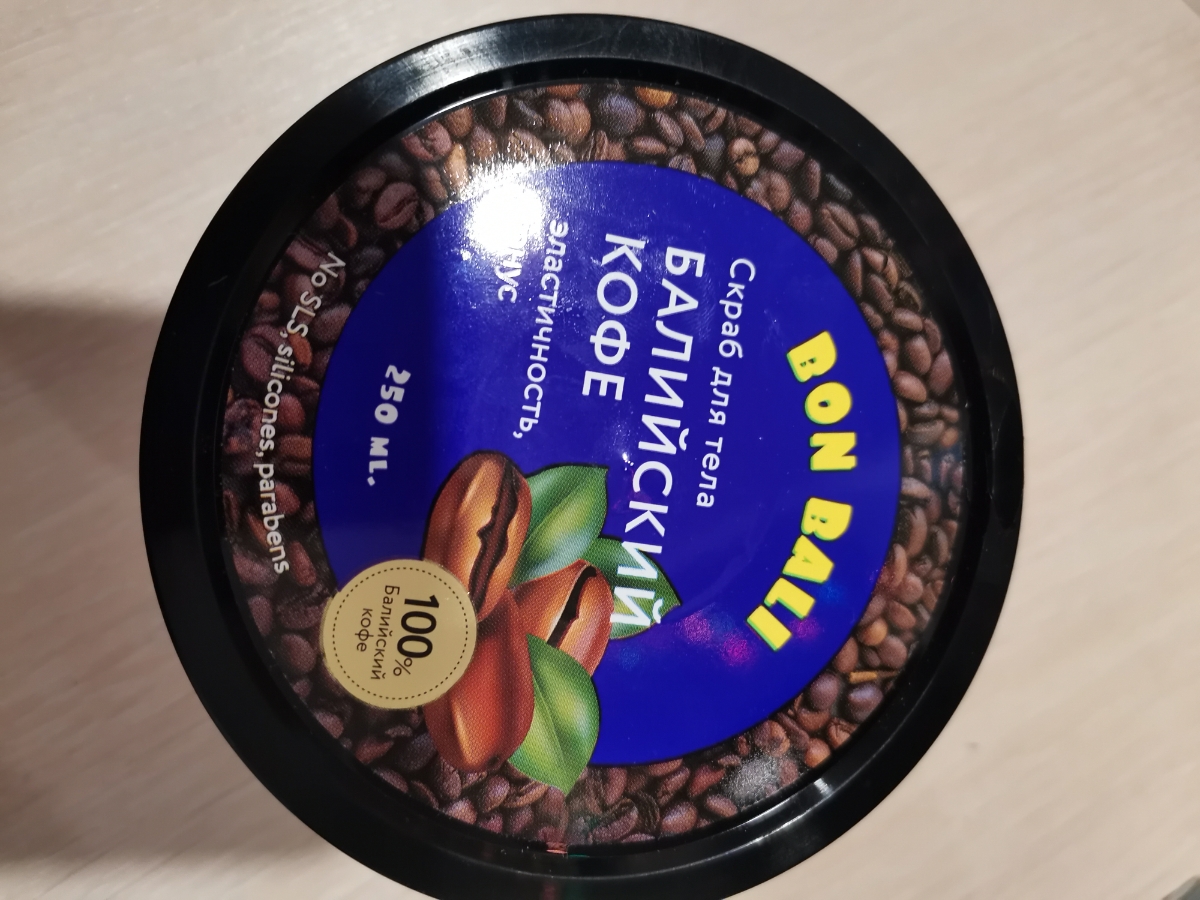 BON BALI
Скраб для тела
БАЛИЙСКИЙ
КОФЕ
эластичность,
250 ML.
100%
Балийский
кофе
No SLS, silicones, parabens